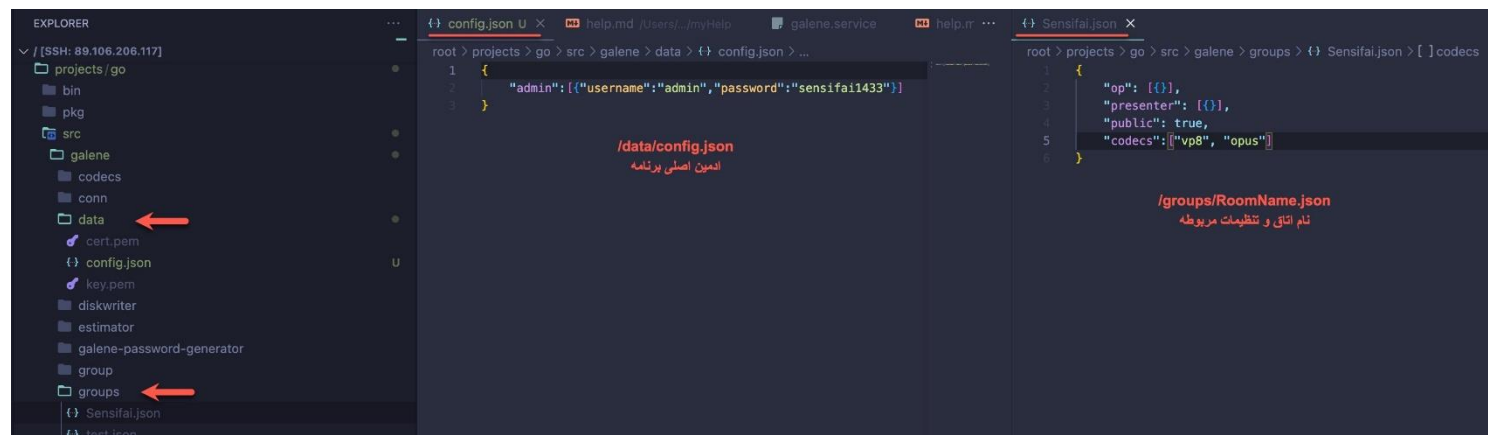 EXPLORER
/ [SSH: 89.106.206.117]
projects/go
bin
pkg
src
galene
codecs
conn
data
cert.pem
config.json U
key.pem
diskwriter
estimator
galene-password-generator
group
groups
Sensifai.json
test.json
config.json U
help.md /Users/.../myHelp
galene.service
help.m
root > projects > go > src > galene > data > config.json > ...
1 {
2 "admin":[{"username":"admin","password":"sensifai1433"}]
3 }
/data/config.json
ادمین اصلی برنامه
Sensifai.json
root > projects > go > src > galene > groups > Sensifai.json > [ ] codecs
1 {
2 "op": [{}],
3 "presenter": [{}],
4 "public": true,
5 "codecs":["vp8", "opus"]
6 }
/groups/RoomName.json
نام اتاق و تنظیمات مربوطه